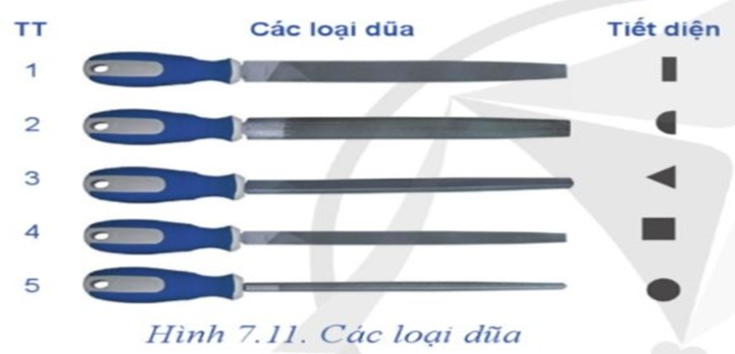 TT Các loại dũa Tiết diện
1
2
3
4
5
Hình 7.11. Các loại dũa